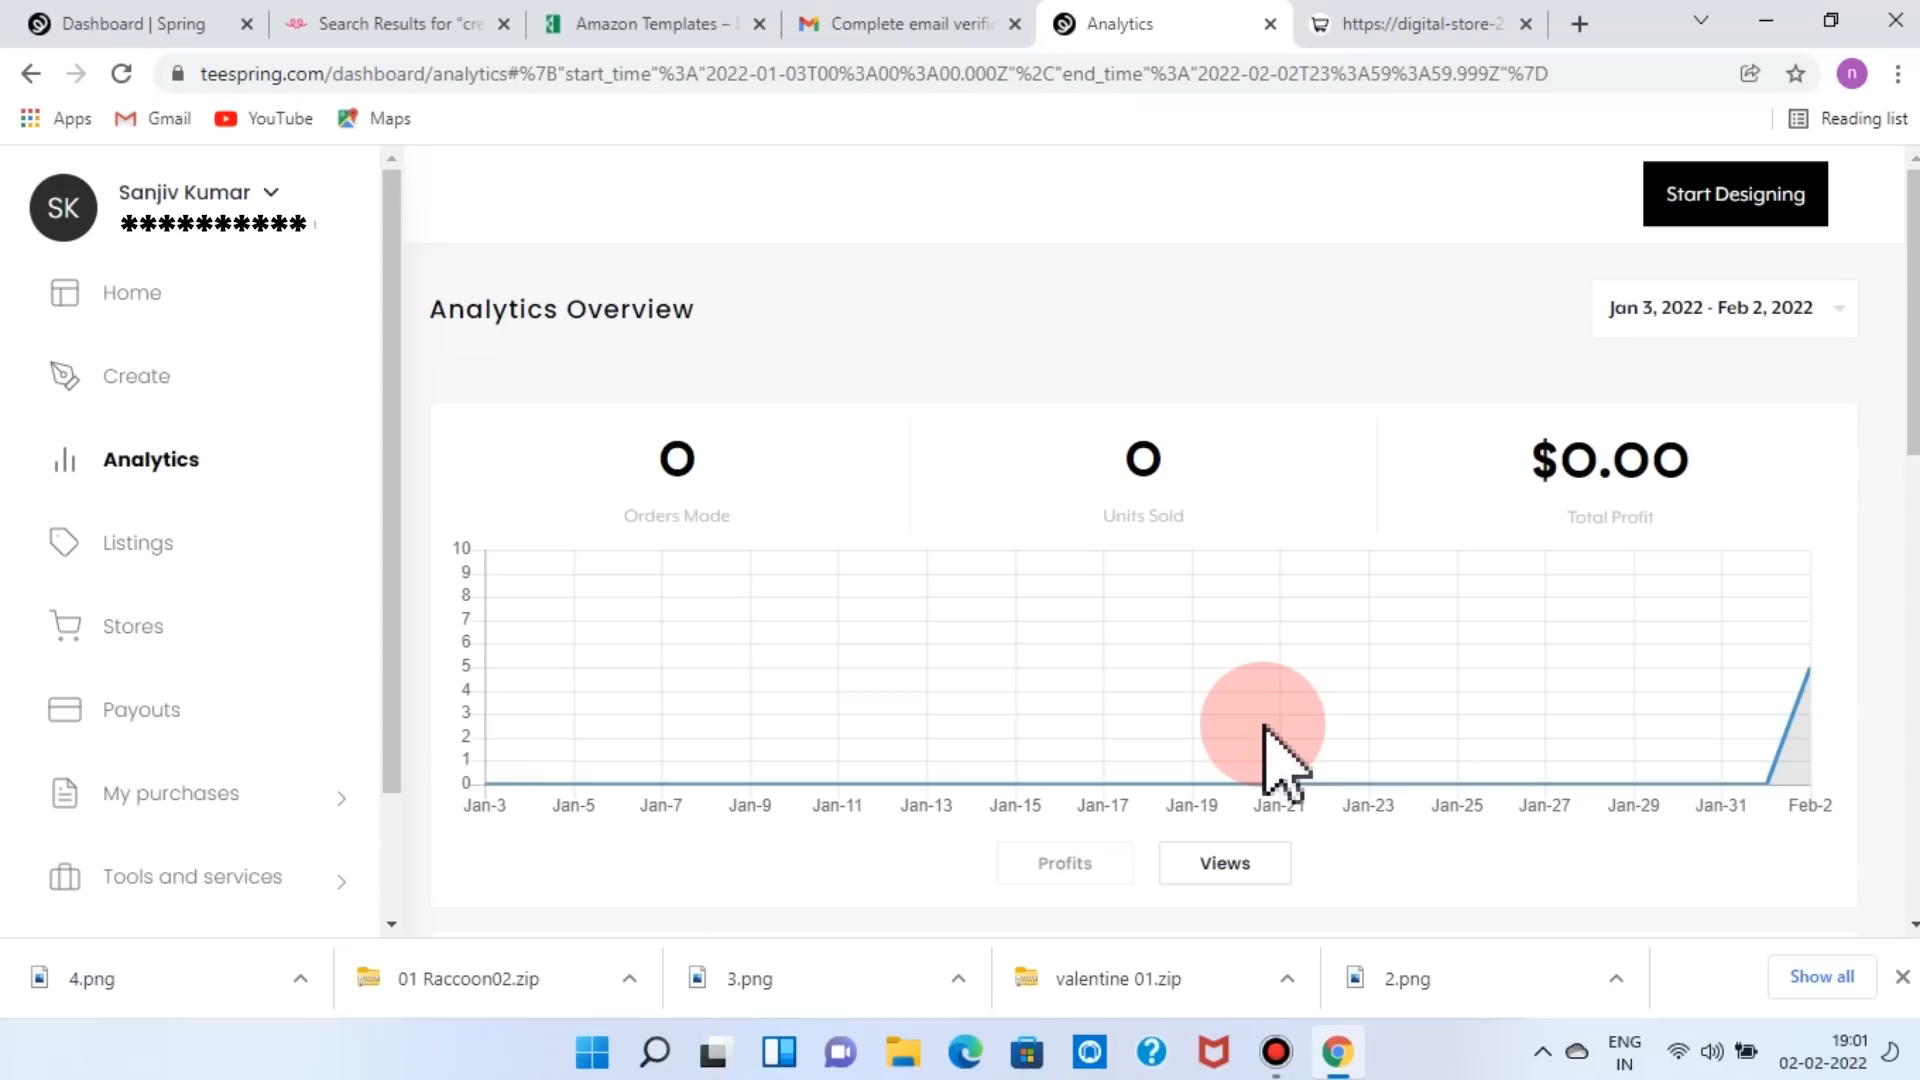 Dashboard | Spring
Search Results for "cre
Amazon Templates –
Complete email verific
Analytics
https://digital-store-2
teespring.com/dashboard/analytics#%7B"start_time"%3A"2022-01-03T00%3A00%3A00.000Z"%2C"end_time"%3A"2022-02-02T23%3A59%3A59.999Z"%7D
n
Apps
Gmail
YouTube
Maps
Reading list
SK
Sanjiv Kumar
**********
Start Designing
Home
Create
Analytics
Listings
Stores
Payouts
My purchases
Tools and services
Analytics Overview
Jan 3, 2022 - Feb 2, 2022
0
Orders Made
0
Units Sold
$0.00
Total Profit
10
9
8
7
6
5
4
3
2
1
0
Jan-3 Jan-5 Jan-7 Jan-9 Jan-11 Jan-13 Jan-15 Jan-17 Jan-19 Jan-21 Jan-23 Jan-25 Jan-27 Jan-29 Jan-31 Feb-2
Profits
Views
4.png
01 Raccoon02.zip
3.png
valentine 01.zip
2.png
Show all
ENG
IN
19:01
02-02-2022